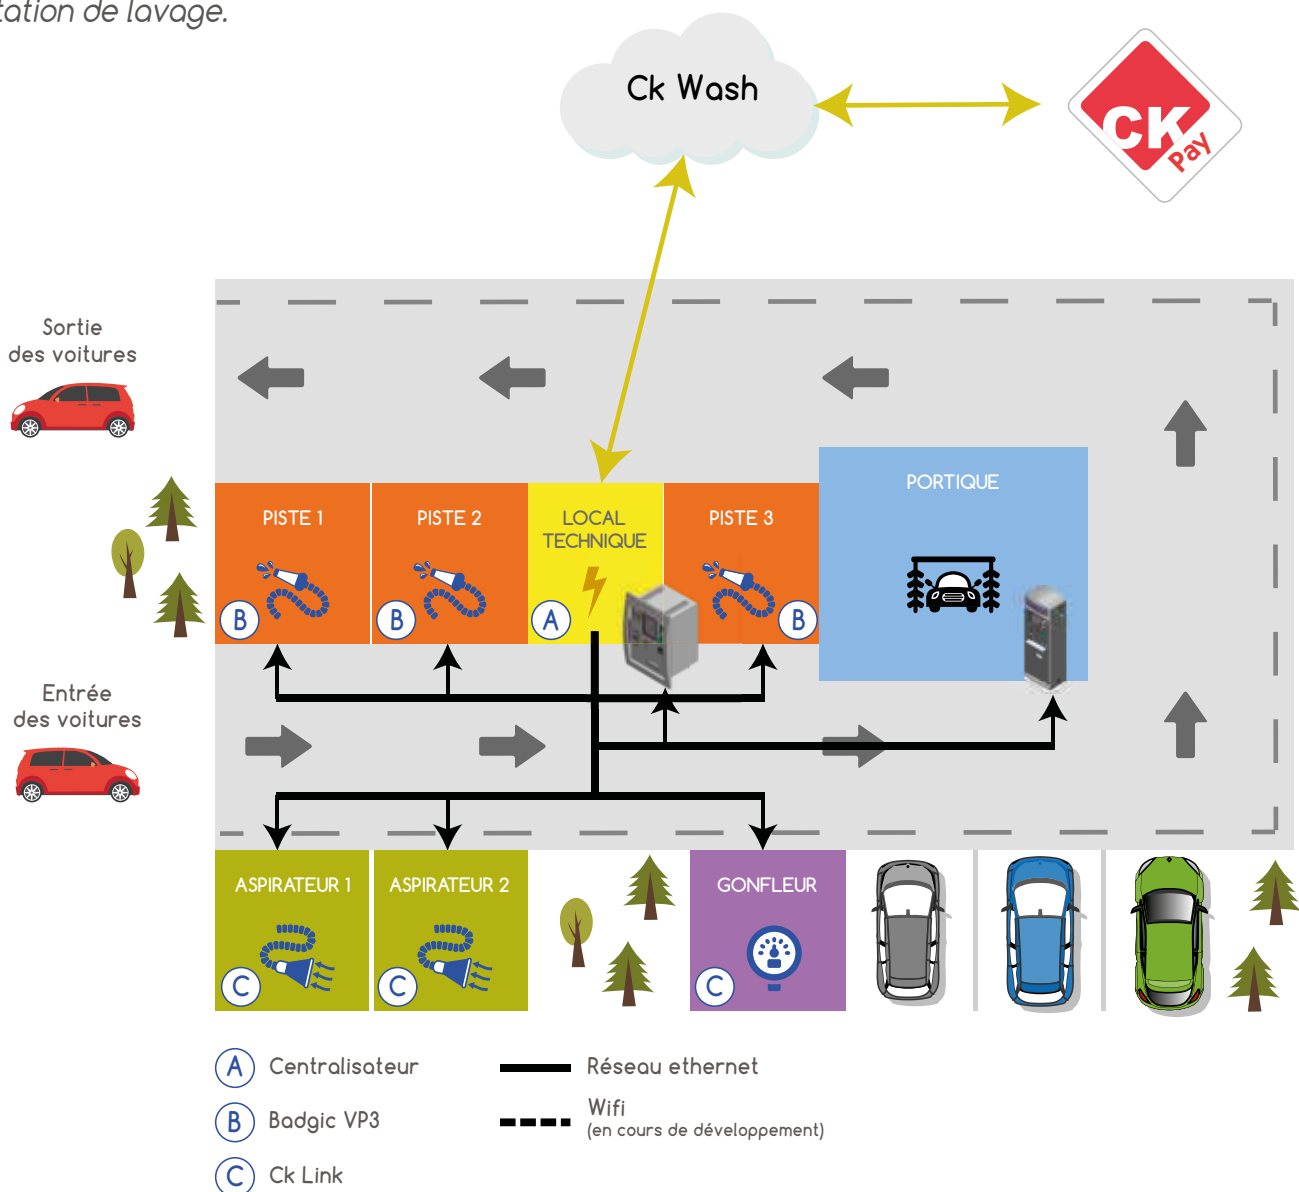 tation de lavage.
Ck Wash
CK
Pay
Sortie
des voitures
PORTIQUE
PISTE 1
PISTE 2
LOCAL
TECHNIQUE
PISTE 3
B
B
A
B
Entrée
des voitures
ASPIRATEUR 1
ASPIRATEUR 2
GONFLEUR
C
C
C
A Centralisateur
Réseau ethernet
B Badgic VP3
Wifi
(en cours de développement)
C Ck Link